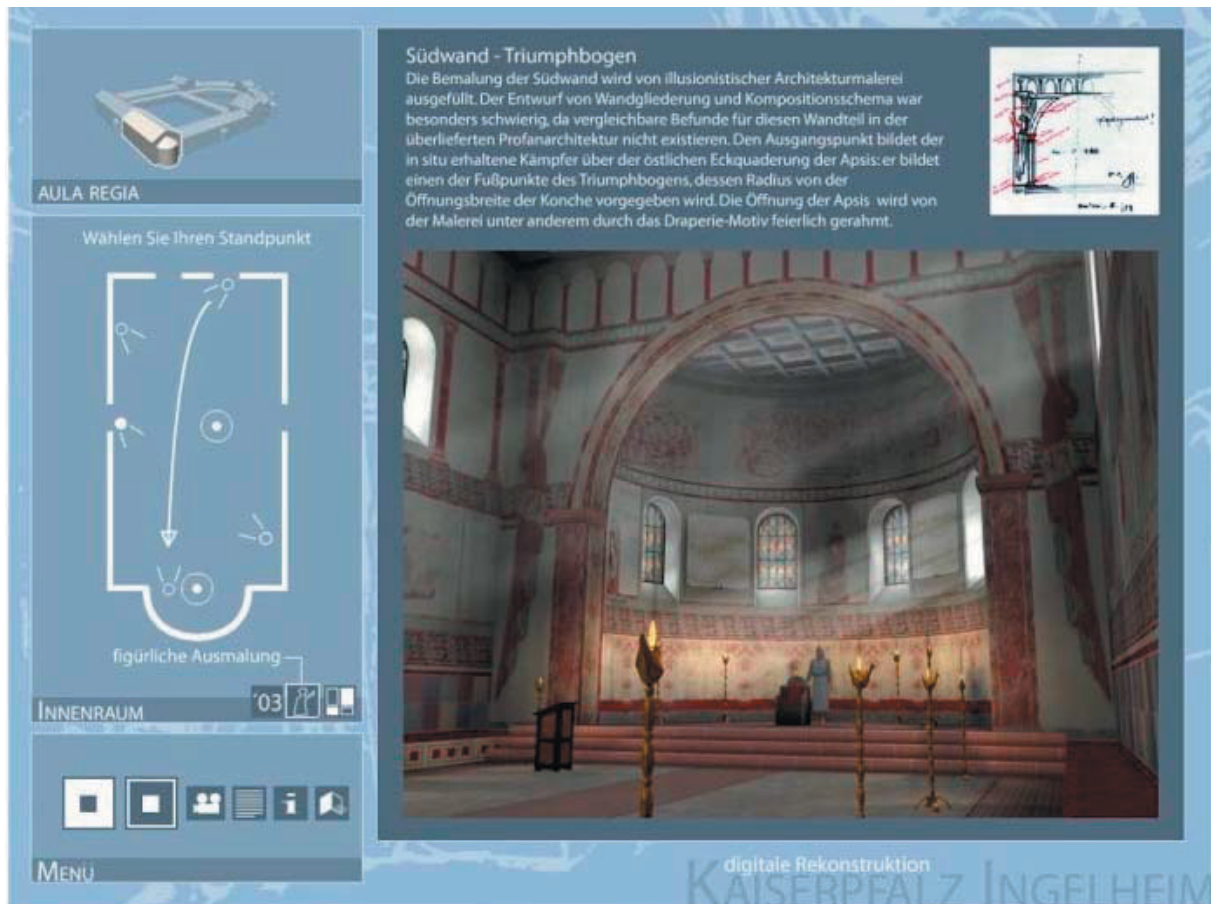 AULA REGIA
Wählen Sie Ihren Standpunkt
figürliche Ausmalung
'03
INNENRAUM
MENÜ
Südwand - Triumphbogen
Die Bemalung der Südwand wird von illusionistischer Architekturmalerei
ausgefüllt. Der Entwurf von Wandgliederung und Kompositionsschema war
besonders schwierig, da vergleichbare Befunde für diesen Wandteil in der
überlieferten Profanarchitektur nicht existieren. Den Ausgangspunkt bildet der
in situ erhaltene Kämpfer über der östlichen Eckquaderung der Apsis: er bildet
einen der Fußpunkte des Triumphbogens, dessen Radius von der
Öffnungsbreite der Konche vorgegeben wird. Die Öffnung der Apsis wird von
der Malerei unter anderem durch das Draperie-Motiv feierlich gerahmt.
digitale Rekonstruktion
KAISERPFALZ INGELHEIM